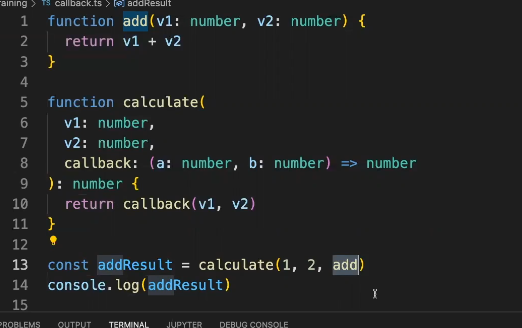 raining > TS callback.ts > addResult
1 function add(v1: number, v2: number) {
2 return v1 + v2
3 }
4
5 function calculate(
6 v1: number,
7 v2: number,
8 callback: (a: number, b: number) => number
9 ): number {
10 return callback(v1, v2)
11 }
12
13 const addResult = calculate(1, 2, add)
14 console.log(addResult)
15
PROBLEMS OUTPUT TERMINAL JUPYTER DEBUG CONSOLE